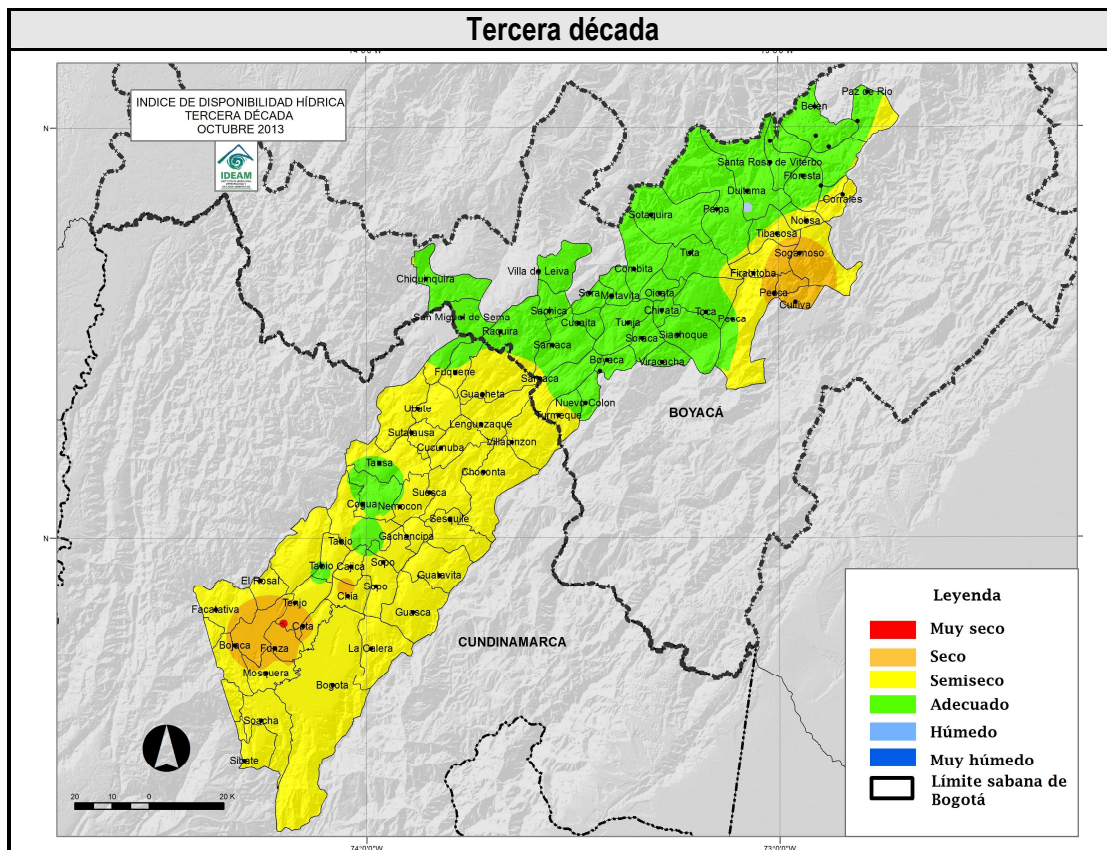 Tercera década
INDICE DE DISPONIBILIDAD HÍDRICA
TERCERA DÉCADA
OCTUBRE 2013
IDEAM
N
Paz de Rio
Belen
Santa Rosa de Viterbo
Floresta
Duitama
Corrales
Sotaquira
Paipa
Nobsa
Tibasosa
Tuta
Sogamoso
Chiquinquira
Villa de Leiva
Combita
Firavitoba
Sora
Motavita
Oicata
Pesca
Cuitiva
San Miguel de Sema
Sachica
Chivata
Toca
Pesca
Raquira
Cucaita
Tunja
Siachoque
Samaca
Soraca
Boyaca
Viracacha
Fuquene
Samaca
Guacheta
Nuevo Colon
BOYACÁ
Ubate
Turmeque
Lenguazaque
Sutatausa
Cucunuba
Villapinzon
Tausa
Choconta
Suesca
Cogua
Nemocon
Sesquile
N
Tabio
Gachancipa
Tabio
Cajica
Sopo
Guatavita
El Rosal
Sopo
Chia
Leyenda
Facatativa
Tenjo
Guasca
Muy seco
Cota
CUNDINAMARCA
Bojaca
Funza
La Calera
Seco
Mosquera
Semiseco
Bogota
Adecuado
Soacha
Húmedo
Sibate
Muy húmedo
Límite sabana de
Bogotá
20 10 0 20 K
74°0'0"W
73°0'0"W